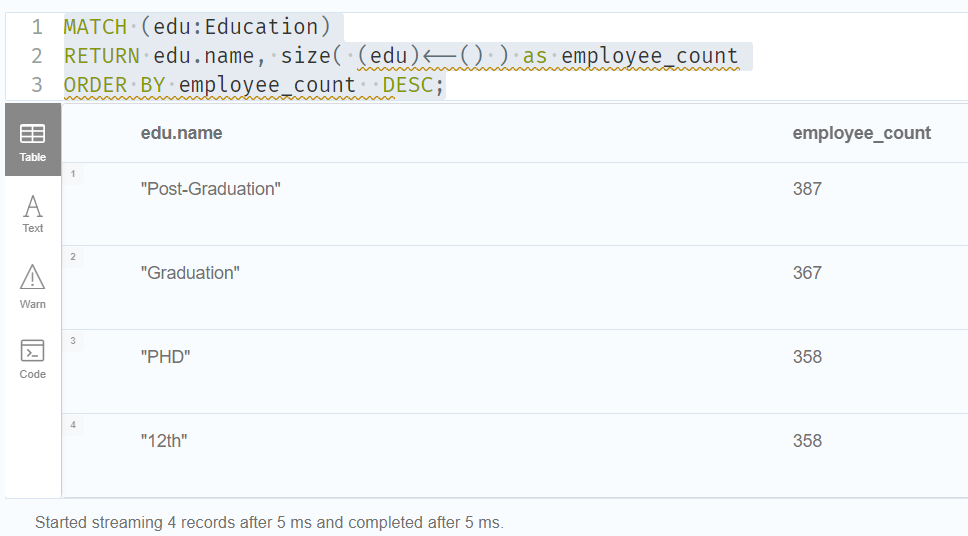 1 MATCH (edu:Education)
2 RETURN edu.name, size( (edu)<--() ) as employee_count
3 ORDER BY employee_count  DESC;
Table
edu.name employee_count
1 "Post-Graduation" 387
Text
2 "Graduation" 367
Warn
3 "PHD" 358
Code
4 "12th" 358
Started streaming 4 records after 5 ms and completed after 5 ms.